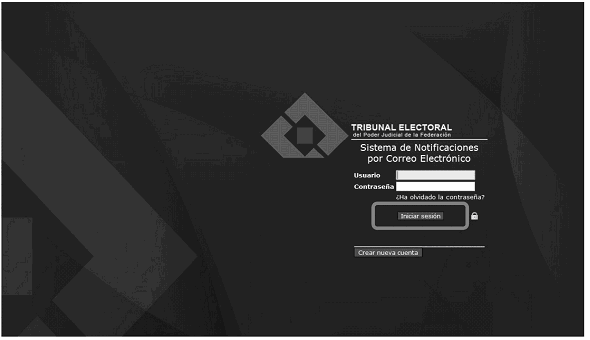 TRIBUNAL ELECTORAL
del Poder Judicial de la Federación
Sistema de Notificaciones
por Correo Electrónico
Usuario
Contraseña
¿Ha olvidado la contraseña?
Iniciar sesión
Crear nueva cuenta